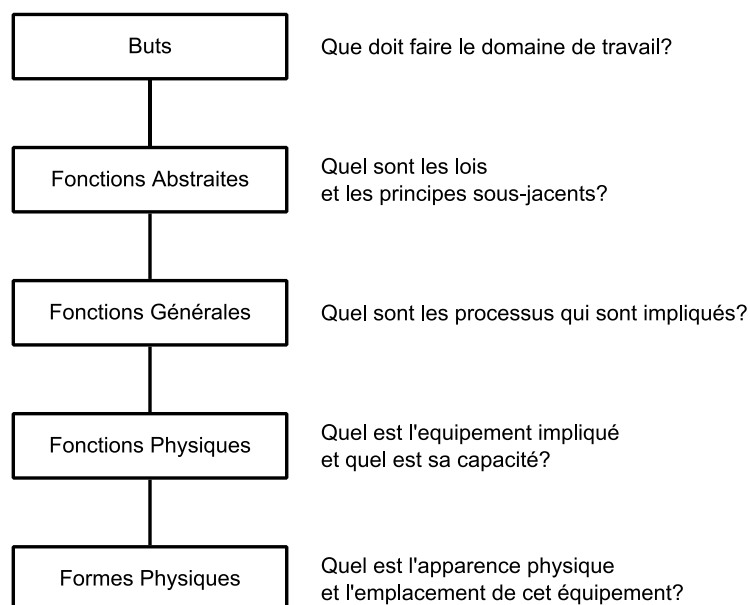 Buts
Que doit faire le domaine de travail?
Fonctions Abstraites
Quel sont les lois
et les principes sous-jacents?
Fonctions Générales
Quel sont les processus qui sont impliqués?
Fonctions Physiques
Quel est l'equipement impliqué
et quel est sa capacité?
Formes Physiques
Quel est l'apparence physique
et l'emplacement de cet équipement?